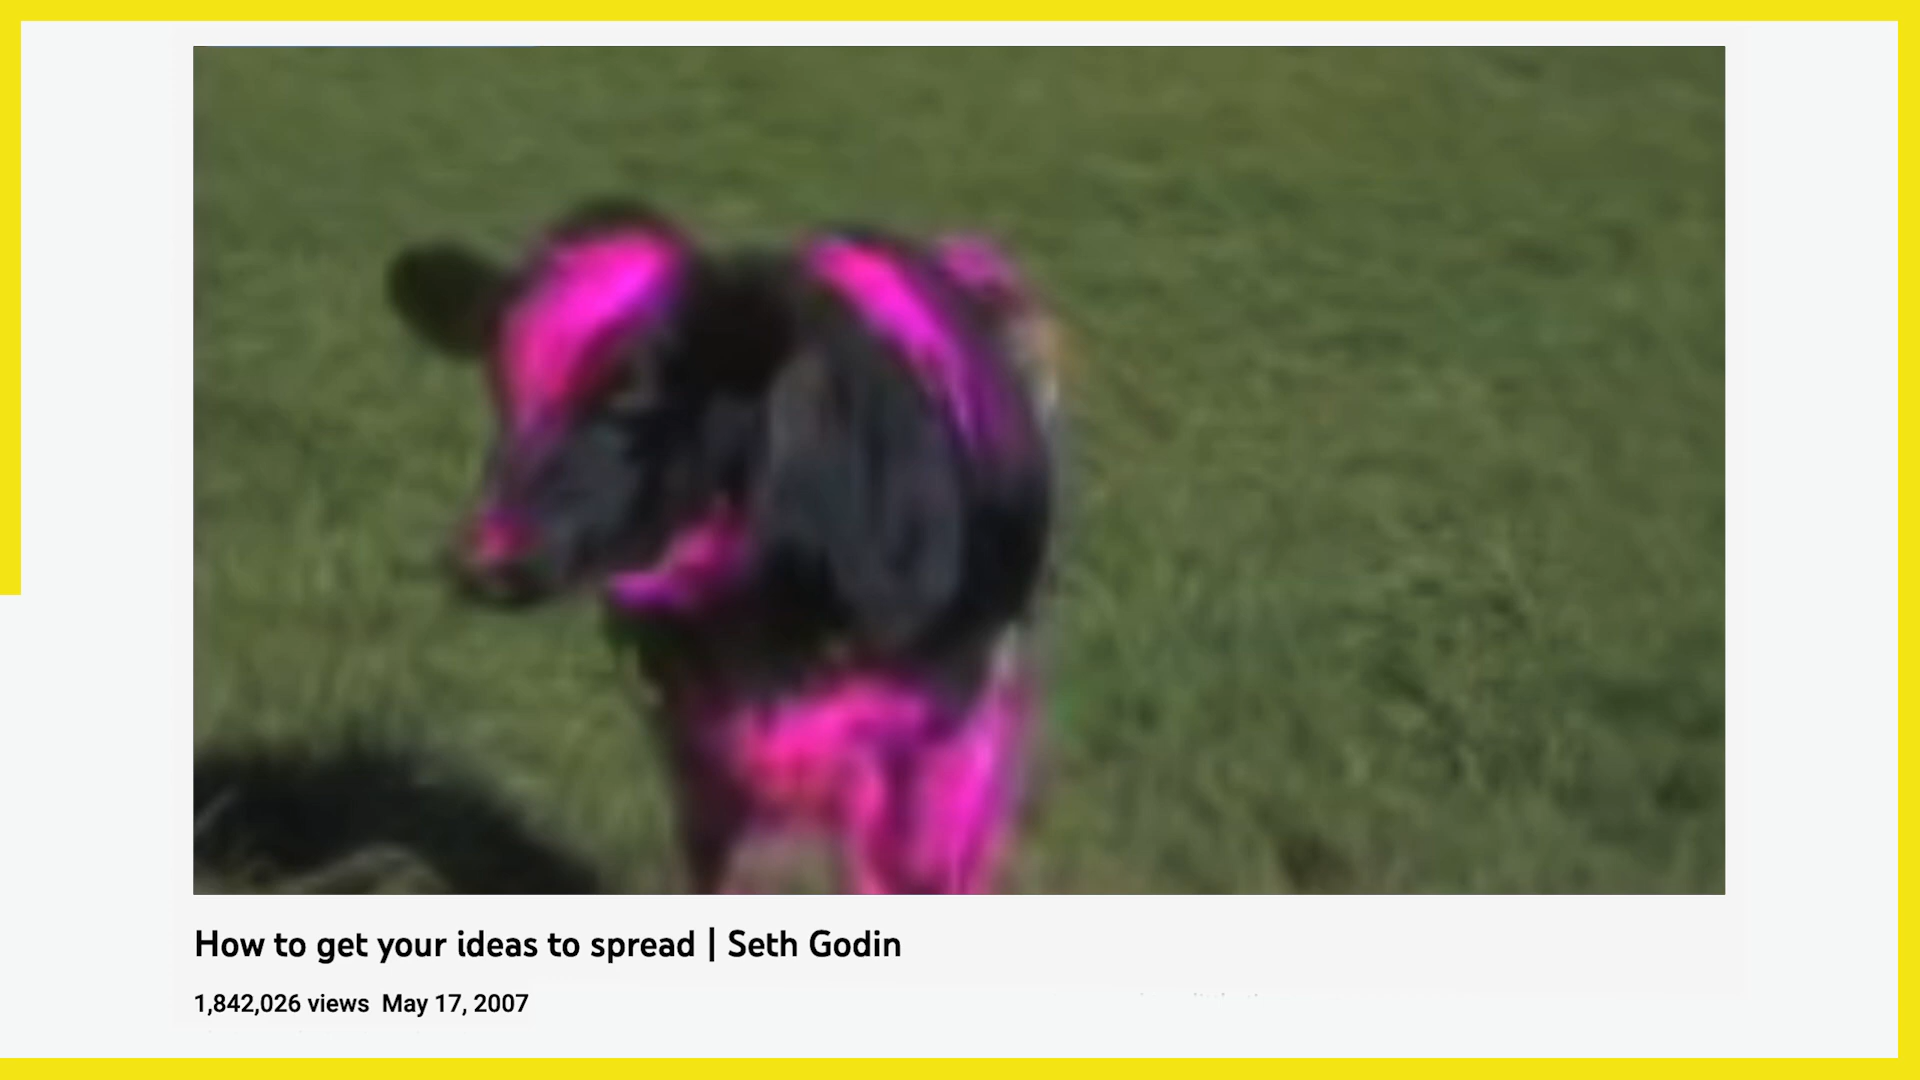 How to get your ideas to spread | Seth Godin
1,842,026 views  May 17, 2007